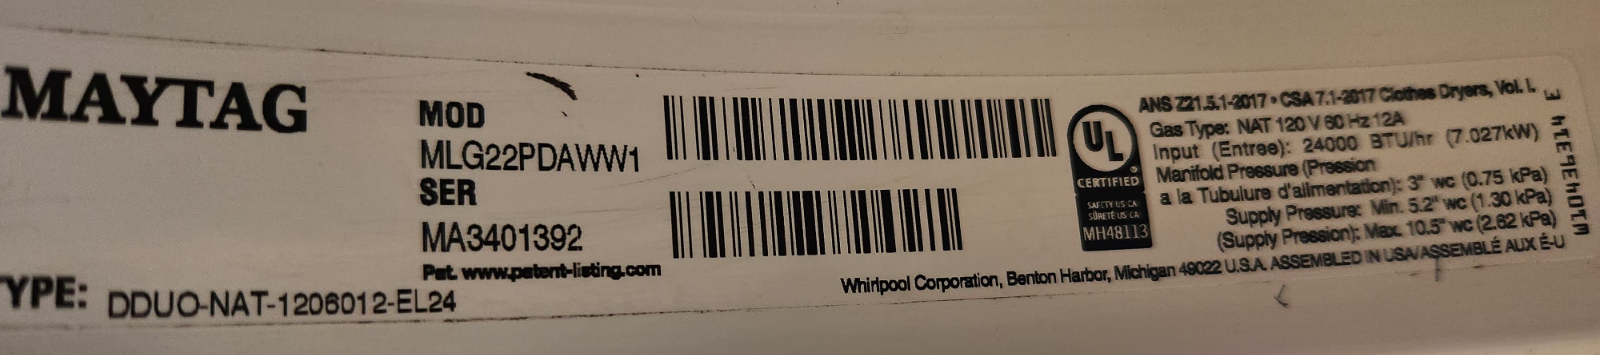 MAYTAG
MOD
MLG22PDAWW1
SER
MA3401392
Pat. www.patent-listing.com
YPE: DDUO-NAT-1206012-EL24
UL
®
CERTIFIED
SAFETY US-CA
SÛRETÉ US CA
MH48113
ANS Z21.5.1-2017 • CSA 7.1-2017 Clothes Dryers, Vol. I.
Gas Type: NAT 120 V 60 Hz 12A
Input (Entree): 24000 BTU/hr (7.027kW)
Manifold Pressure (Pression
a la Tubulure d'alimentation): 3" wc (0.75 kPa)
Supply Pressure: Min. 5.2" wc (1.30 kPa)
(Supply Pression): Max. 10.5" wc (2.62 kPa)
Whirlpool Corporation, Benton Harbor, Michigan 49022 U.S.A. ASSEMBLED IN USA/ASSEMBLÉ AUX É-U